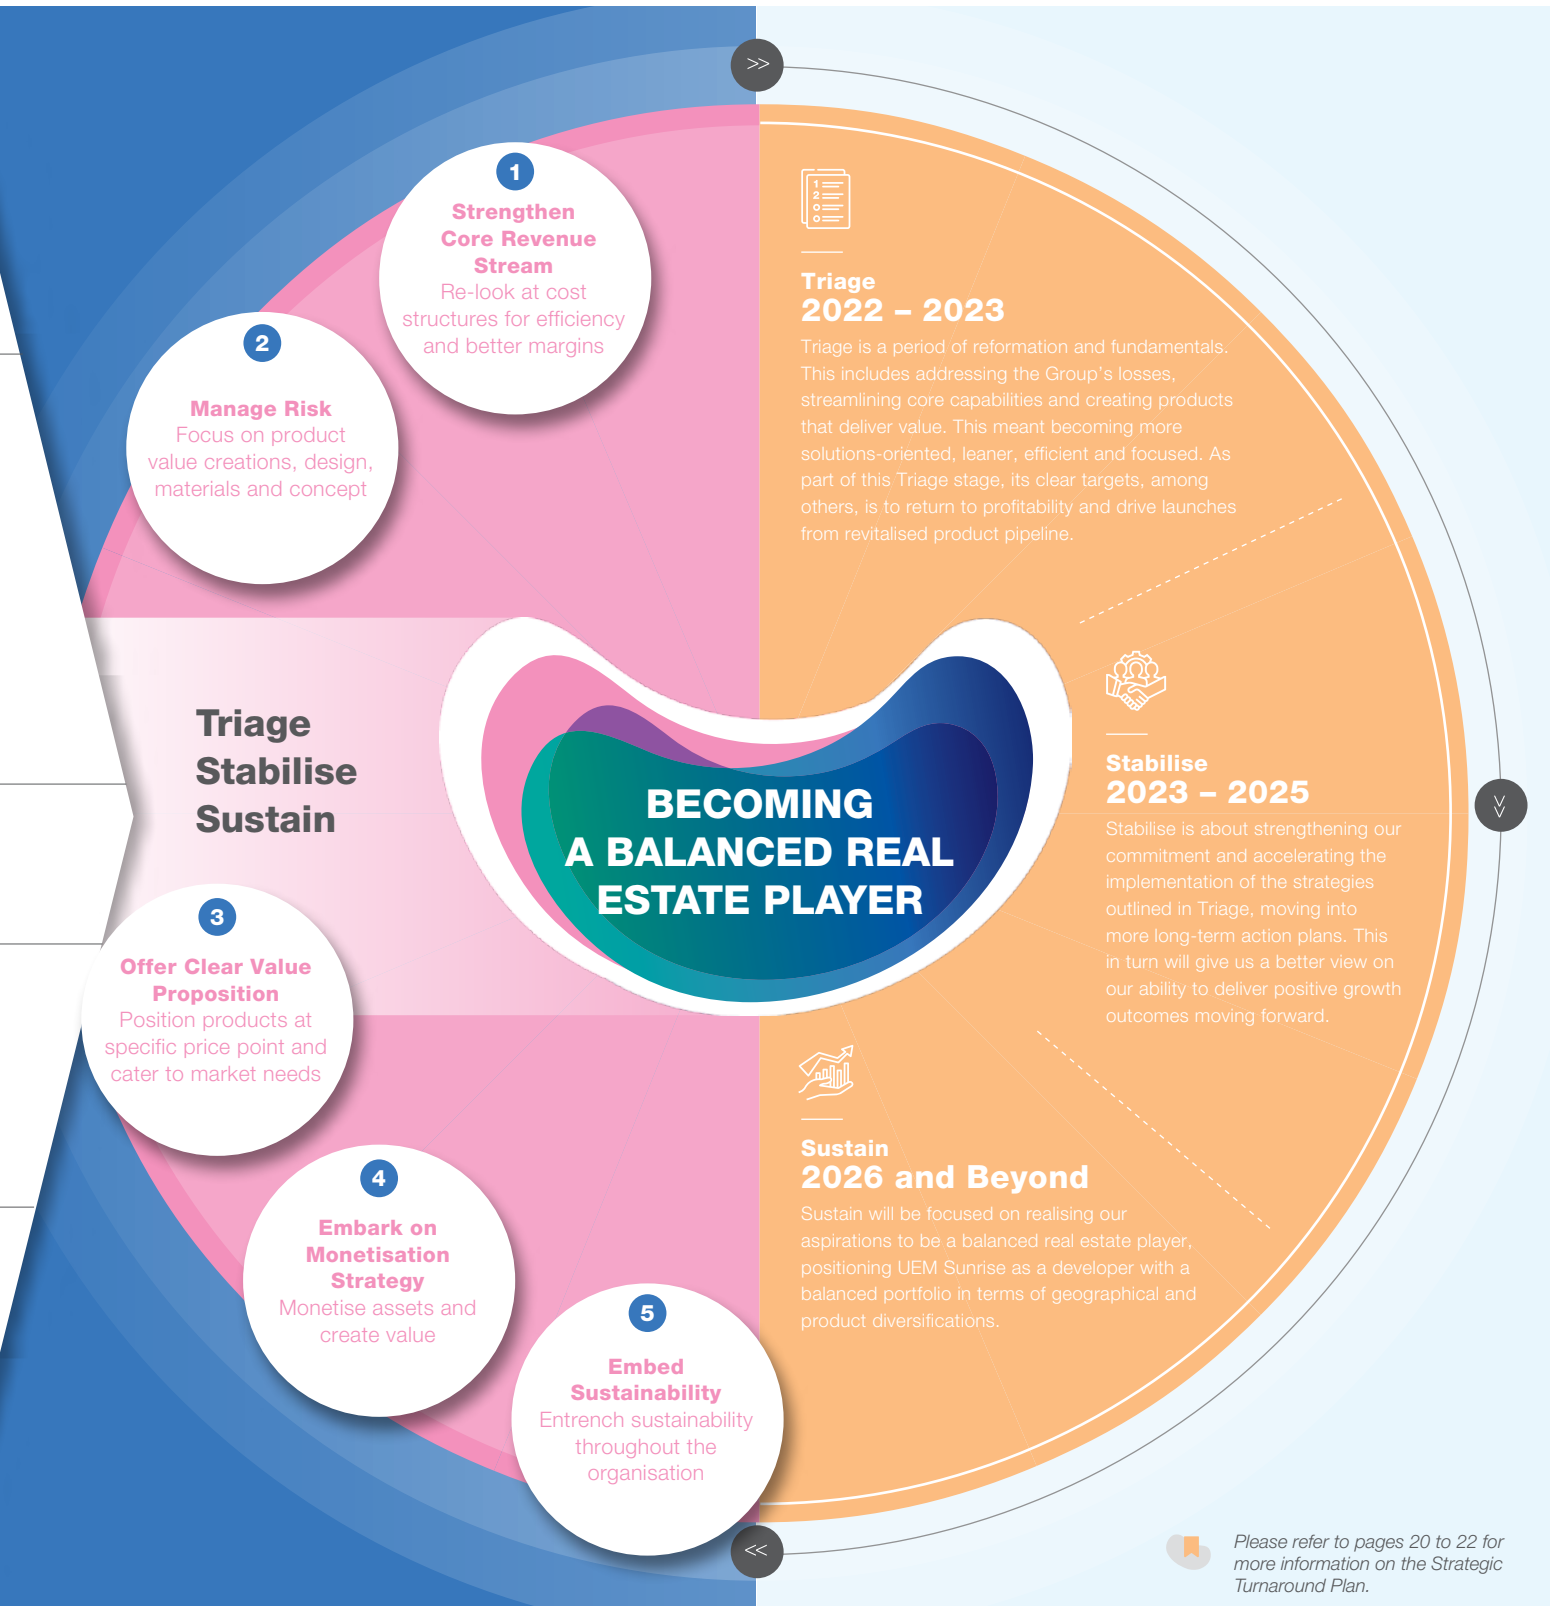 >>
1
Strengthen
Core Revenue
Stream
Re-look at cost
structures for efficiency
and better margins
2
Manage Risk
Focus on product
value creations, design,
materials and concept
Triage
Stabilise
Sustain
3
Offer Clear Value
Proposition
Position products at
specific price point and
cater to market needs
4
Embark on
Monetisation
Strategy
Monetise assets and
create value
5
Embed
Sustainability
Entrench sustainability
throughout the
organisation
BECOMING
A BALANCED REAL
ESTATE PLAYER
1
2
Triage
2022 – 2023
Triage is a period of reformation and fundamentals.
This includes addressing the Group's losses,
streamlining core capabilities and creating products
that deliver value. This meant becoming more
solutions-oriented, leaner, efficient and focused. As
part of this Triage stage, its clear targets, among
others, is to return to profitability and drive launches
from revitalised product pipeline.
Stabilise
2023 – 2025
Stabilise is about strengthening our
commitment and accelerating the
implementation of the strategies
outlined in Triage, moving into
more long-term action plans. This
in turn will give us a better view on
our ability to deliver positive growth
outcomes moving forward.
>>
Sustain
2026 and Beyond
Sustain will be focused on realising our
aspirations to be a balanced real estate player,
positioning UEM Sunrise as a developer with a
balanced portfolio in terms of geographical and
product diversifications.
<<
Please refer to pages 20 to 22 for
more information on the Strategic
Turnaround Plan.